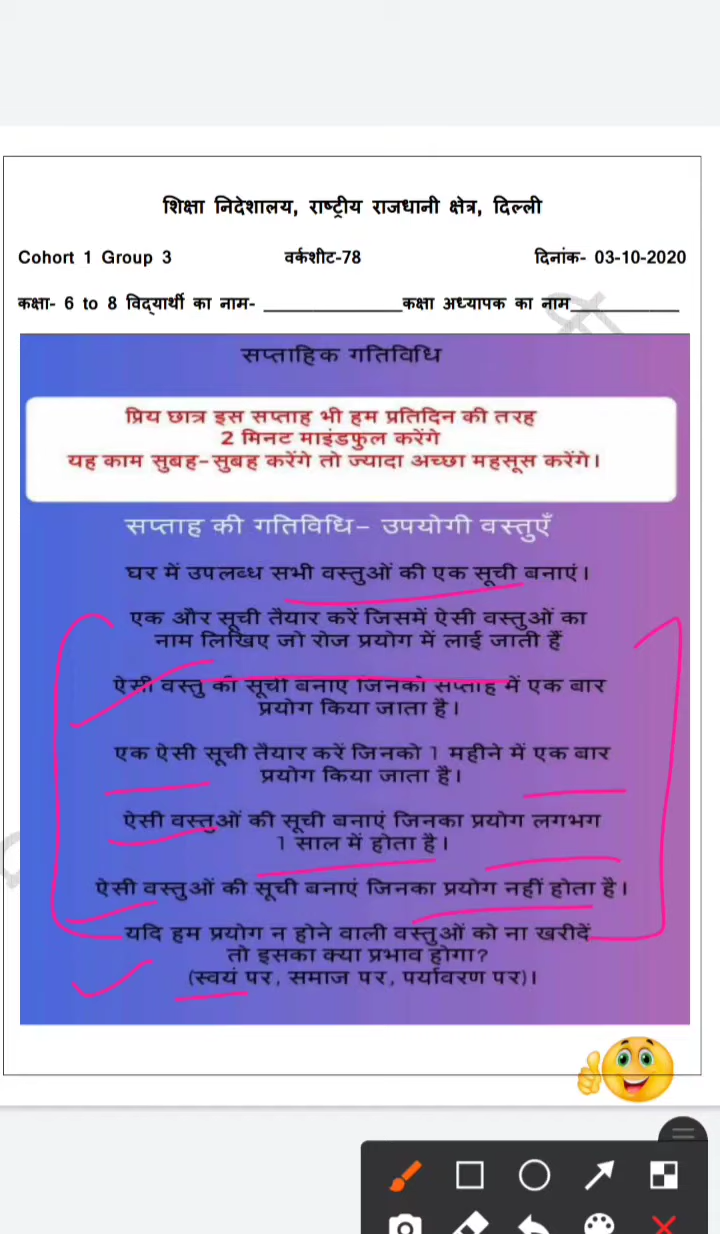 शिक्षा निदेशालय, राष्ट्रीय राजधानी क्षेत्र, दिल्ली
Cohort 1 Group 3 वर्कशीट-78 दिनांक- 03-10-2020
कक्षा- 6 to 8 विद्यार्थी का नाम- ______________कक्षा अध्यापक का नाम___________
सप्ताहिक गतिविधि
प्रिय छात्र इस सप्ताह भी हम प्रतिदिन की तरह
2 मिनट माइंडफुल करेंगे
यह काम सुबह-सुबह करेंगे तो ज्यादा अच्छा महसूस करेंगे।
सप्ताह की गतिविधि- उपयोगी वस्तुएँ
घर में उपलब्ध सभी वस्तुओं की एक सूची बनाएं।
एक और सूची तैयार करें जिसमें ऐसी वस्तुओं का
नाम लिखिए जो रोज प्रयोग में लाई जाती हैं
ऐसी वस्तु की सूची बनाएं जिनको सप्ताह में एक बार
प्रयोग किया जाता है।
एक ऐसी सूची तैयार करें जिनको 1 महीने में एक बार
प्रयोग किया जाता है।
ऐसी वस्तुओं की सूची बनाएं जिनका प्रयोग लगभग
1 साल में होता है।
ऐसी वस्तुओं की सूची बनाएं जिनका प्रयोग नहीं होता है।
यदि हम प्रयोग न होने वाली वस्तुओं को ना खरीदें
तो इसका क्या प्रभाव होगा?
(स्वयं पर, समाज पर, पर्यावरण पर)।